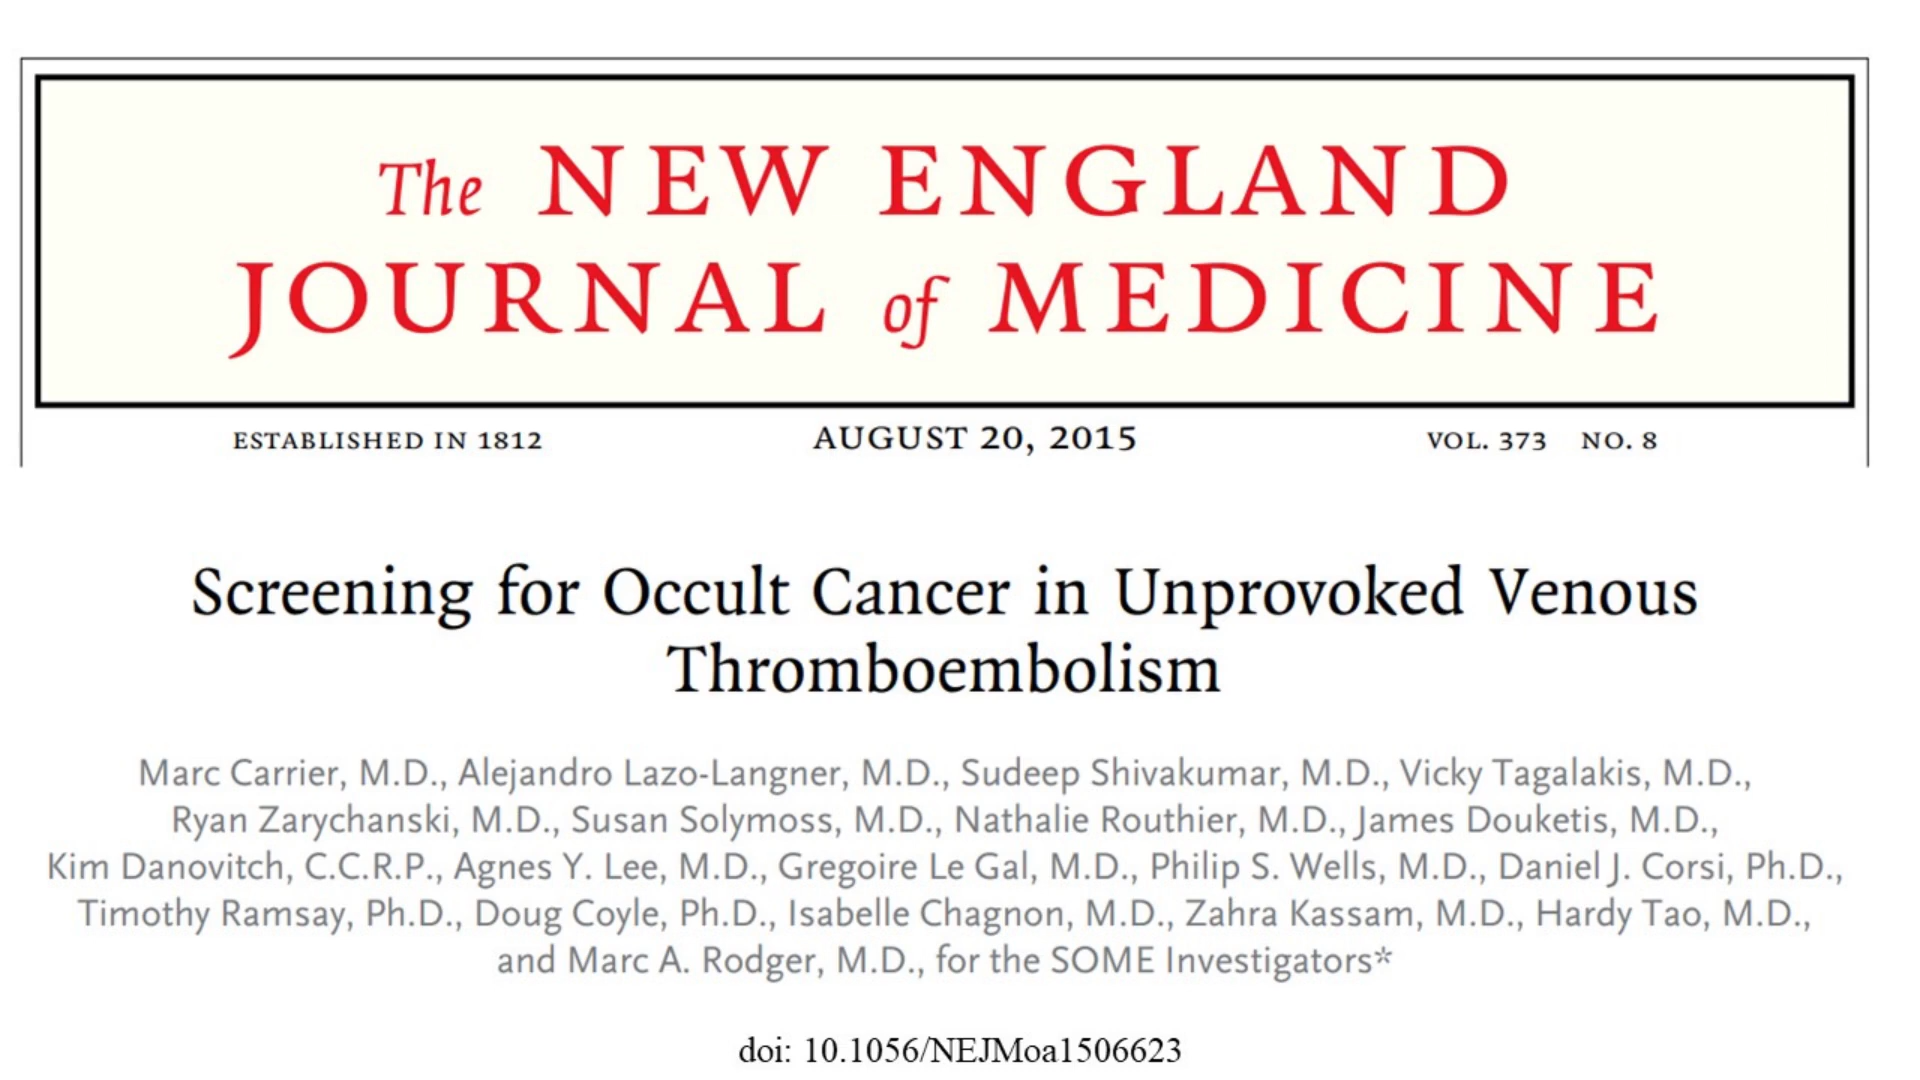 The NEW ENGLAND
JOURNAL of MEDICINE
ESTABLISHED IN 1812 AUGUST 20, 2015 VOL. 373 NO. 8
Screening for Occult Cancer in Unprovoked Venous
Thromboembolism
Marc Carrier, M.D., Alejandro Lazo-Langner, M.D., Sudeep Shivakumar, M.D., Vicky Tagalakis, M.D.,
Ryan Zarychanski, M.D., Susan Solymoss, M.D., Nathalie Routhier, M.D., James Douketis, M.D.,
Kim Danovitch, C.C.R.P., Agnes Y. Lee, M.D., Gregoire Le Gal, M.D., Philip S. Wells, M.D., Daniel J. Corsi, Ph.D.,
Timothy Ramsay, Ph.D., Doug Coyle, Ph.D., Isabelle Chagnon, M.D., Zahra Kassam, M.D., Hardy Tao, M.D.,
and Marc A. Rodger, M.D., for the SOME Investigators*
doi: 10.1056/NEJMoa1506623